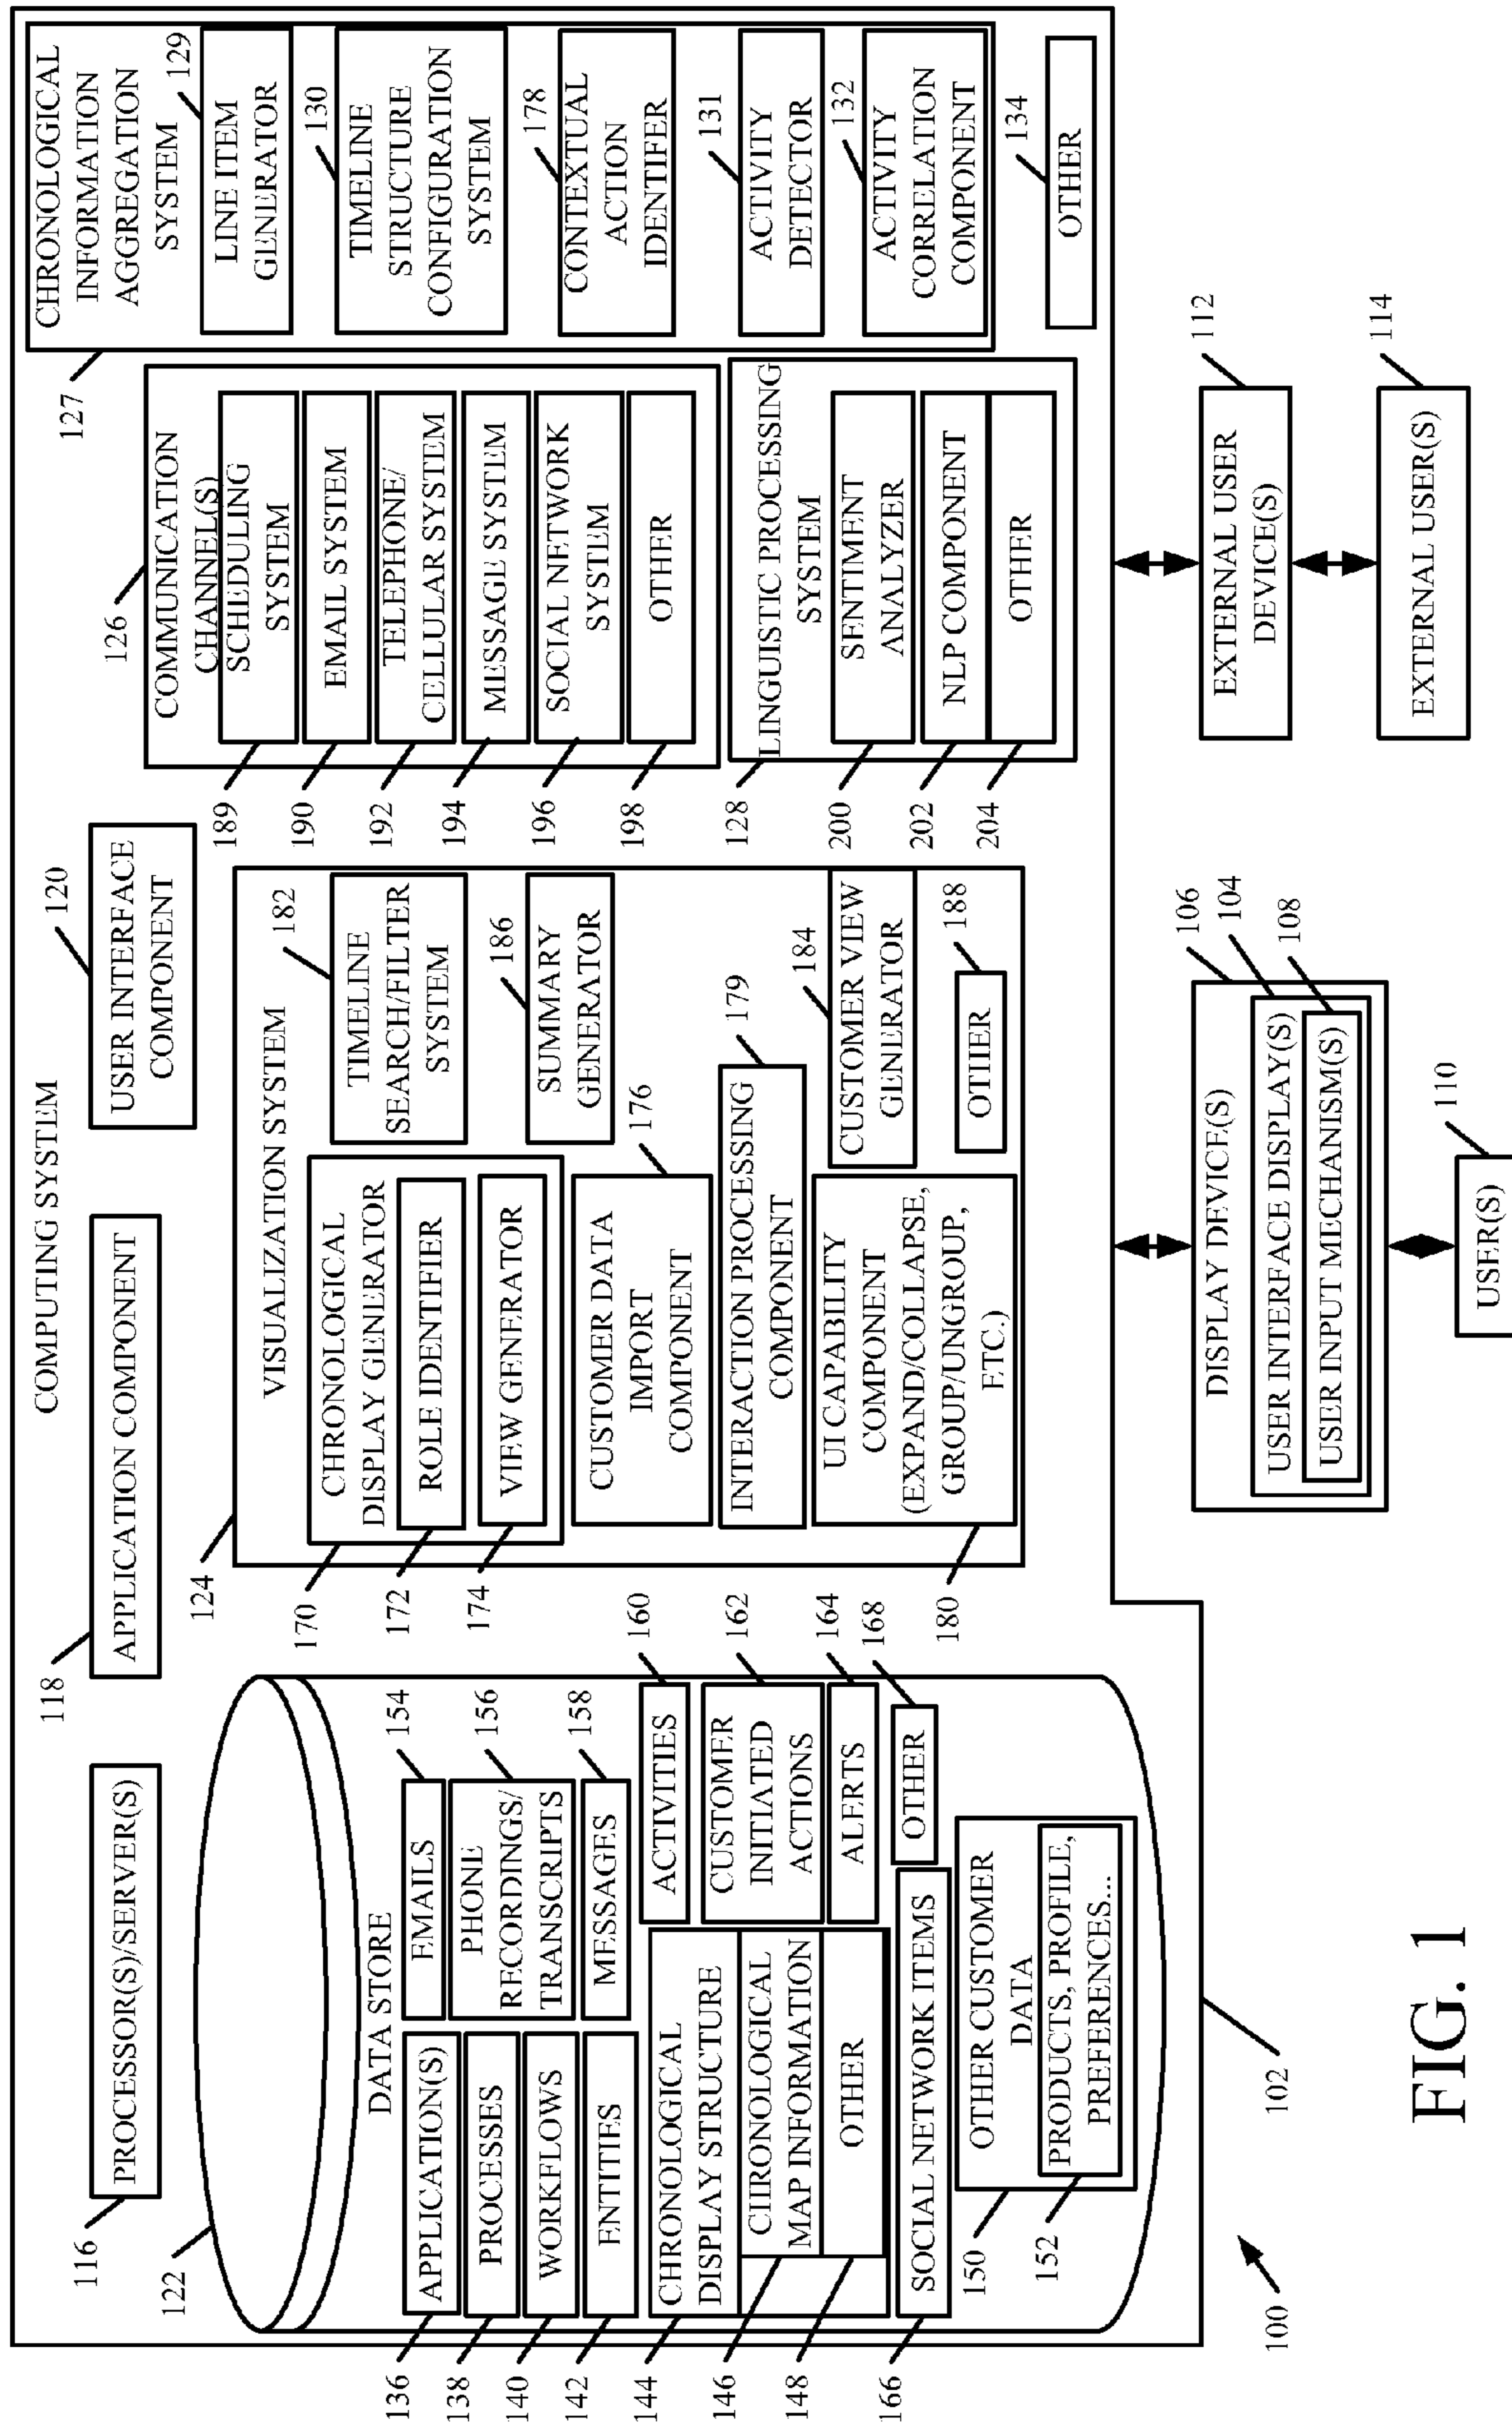 COMPUTING SYSTEM
116
PROCESSOR(S)/SERVER(S)
118
APPLICATION COMPONENT
120
USER INTERFACE
COMPONENT
122
DATA STORE
136
APPLICATION(S)
138
PROCESSES
140
WORKFLOWS
142
ENTITIES
154
EMAILS
156
PHONE
RECORDINGS/
TRANSCRIPTS
158
MESSAGES
144
CHRONOLOGICAL
DISPLAY STRUCTURE
146
CHRONOLOGICAL
MAP INFORMATION
148
OTHER
160
ACTIVITIES
162
CUSTOMER
INITIATED
ACTIONS
164
ALERTS
168
OTHER
166
SOCIAL NETWORK ITEMS
150
OTHER CUSTOMER
DATA
152
PRODUCTS, PROFILE,
PREFERENCES...
124
VISUALIZATION SYSTEM
170
CHRONOLOGICAL
DISPLAY GENERATOR
172
ROLE IDENTIFIER
174
VIEW GENERATOR
182
TIMELINE
SEARCH/FILTER
SYSTEM
186
SUMMARY
GENERATOR
176
CUSTOMER DATA
IMPORT
COMPONENT
179
INTERACTION PROCESSING
COMPONENT
180
UI CAPABILITY
COMPONENT
(EXPAND/COLLAPSE,
GROUP/UNGROUP,
ETC.)
184
CUSTOMER VIEW
GENERATOR
188
OTHER
126
COMMUNICATION
CHANNEL(S)
189
SCHEDULING
SYSTEM
190
EMAIL SYSTEM
192
TELEPHONE/
CELLULAR SYSTEM
194
MESSAGE SYSTEM
196
SOCIAL NETWORK
SYSTEM
198
OTHER
128
LINGUISTIC PROCESSING
SYSTEM
200
SENTIMENT
ANALYZER
202
NLP COMPONENT
204
OTHER
127
CHRONOLOGICAL
INFORMATION
AGGREGATION
SYSTEM
129
LINE ITEM
GENERATOR
130
TIMELINE
STRUCTURE
CONFIGURATION
SYSTEM
178
CONTEXTUAL
ACTION
IDENTIFER
131
ACTIVITY
DETECTOR
132
ACTIVITY
CORRELATION
COMPONENT
134
OTHER
102
100
106
DISPLAY DEVICE(S)
104
USER INTERFACE DISPLAY(S)
108
USER INPUT MECHANISM(S)
110
USER(S)
112
EXTERNAL USER
DEVICE(S)
114
EXTERNAL USER(S)
FIG. 1